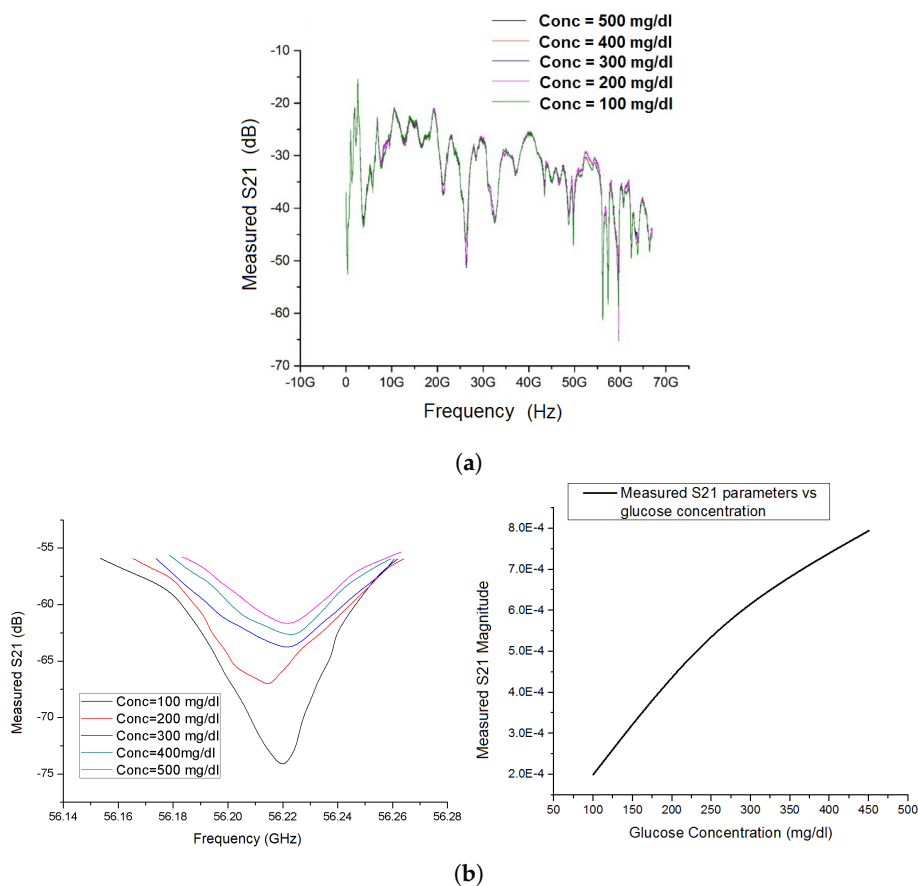 Conc = 500 mg/dl
Conc = 400 mg/dl
Conc = 300 mg/dl
Conc = 200 mg/dl
Conc = 100 mg/dl
-10
-20
-30
-40
-50
-60
-70
Measured S21 (dB)
-10G 0 10G 20G 30G 40G 50G 60G 70G
Frequency (Hz)
(a)
-55
-60
-65
-70
-75
Measured S21 (dB)
Conc=100 mg/dl
Conc=200 mg/dl
Conc=300 mg/dl
Conc=400mg/dl
Conc=500 mg/dl
56.14 56.16 56.18 56.20 56.22 56.24 56.26 56.28
Frequency (GHz)
Measured S21 parameters vs
glucose concentration
8.0E-4
7.0E-4
6.0E-4
5.0E-4
4.0E-4
3.0E-4
2.0E-4
Measured S21 Magnitude
50 100 150 200 250 300 350 400 450 500
Glucose Concentration (mg/dl)
(b)